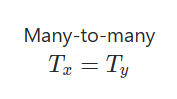 Many-to-many
T_x = T_y